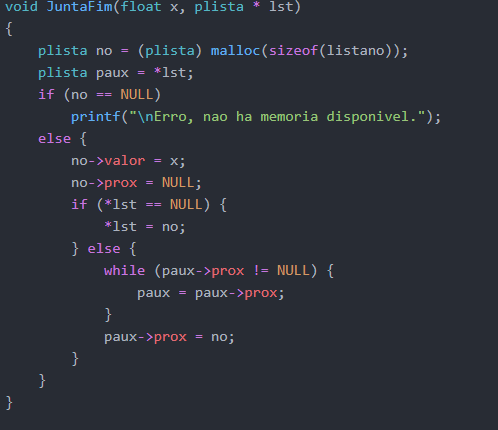 void JuntaFim(float x, plista * lst)
{
    plista no = (plista) malloc(sizeof(listano));
    plista paux = *lst;
    if (no == NULL)
        printf("\nErro, nao ha memoria disponivel.");
    else {
        no->valor = x;
        no->prox = NULL;
        if (*lst == NULL) {
            *lst = no;
        } else {
            while (paux->prox != NULL) {
                paux = paux->prox;
            }
            paux->prox = no;
        }
    }
}